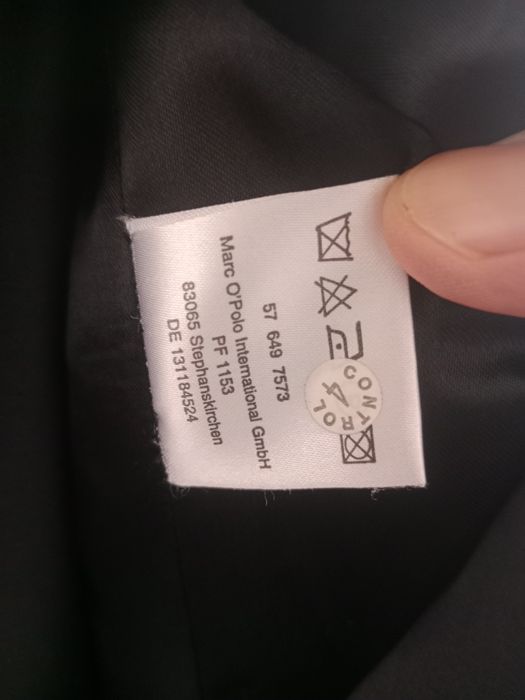 CONTROL
4
57 649 7573
Marc O'Polo International GmbH
PF 1153
83065 Stephanskirchen
DE 131184524